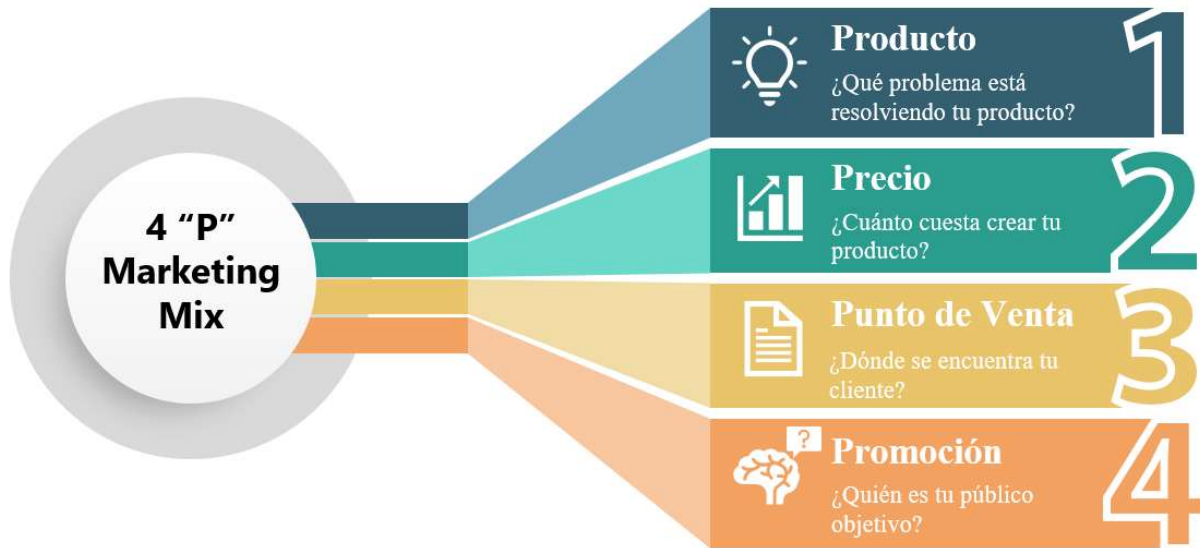 4 “P”
Marketing
Mix
Producto
¿Qué problema está
resolviendo tu producto?
1
Precio
¿Cuánto cuesta crear tu
producto?
2
Punto de Venta
¿Dónde se encuentra tu
cliente?
3
?
Promoción
¿Quién es tu público
objetivo?
4